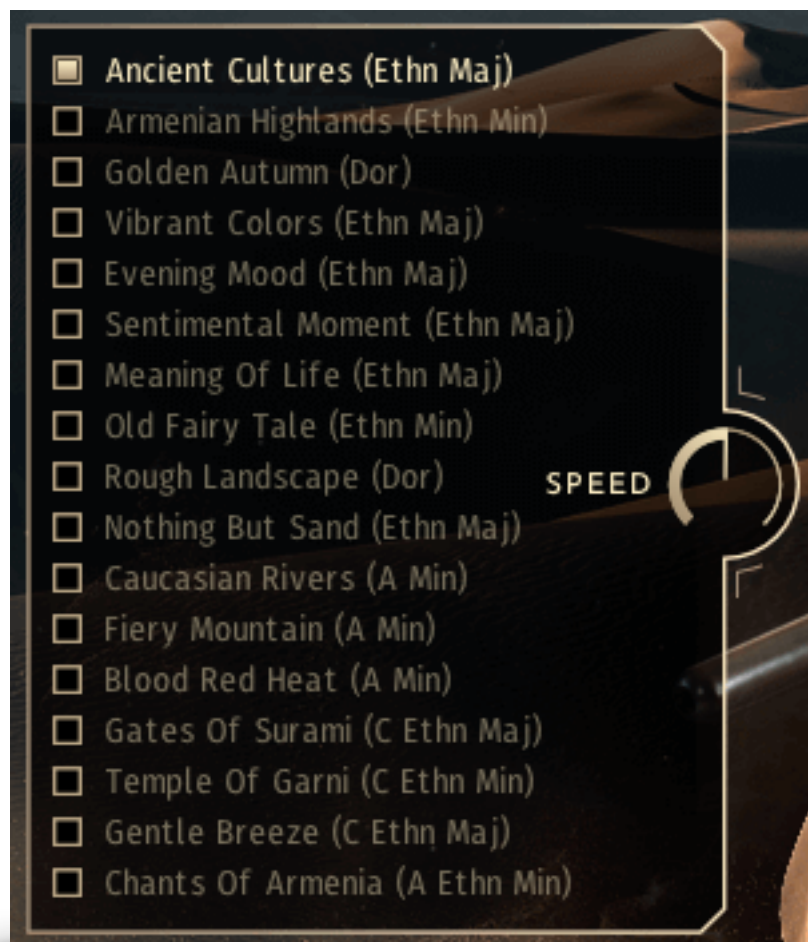 Ancient Cultures (Ethn Maj)
Armenian Highlands (Ethn Min)
Golden Autumn (Dor)
Vibrant Colors (Ethn Maj)
Evening Mood (Ethn Maj)
Sentimental Moment (Ethn Maj)
Meaning Of Life (Ethn Maj)
Old Fairy Tale (Ethn Min)
Rough Landscape (Dor)
SPEED
Nothing But Sand (Ethn Maj)
Caucasian Rivers (A Min)
Fiery Mountain (A Min)
Blood Red Heat (A Min)
Gates Of Surami (C Ethn Maj)
Temple Of Garni (C Ethn Min)
Gentle Breeze (C Ethn Maj)
Chants Of Armenia (A Ethn Min)